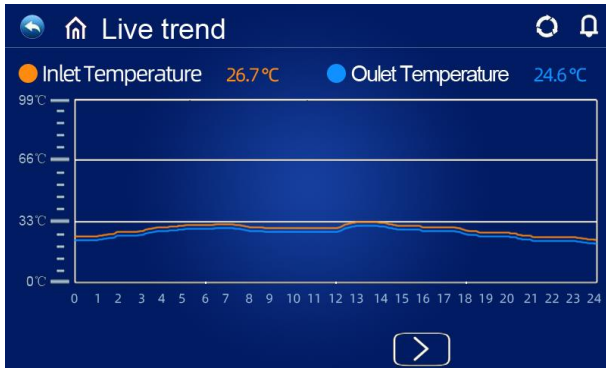 Live trend
Inlet Temperature 26.7℃ Oulet Temperature 24.6℃
99℃
66℃
33℃
0℃
0 1 2 3 4 5 6 7 8 9 10 11 12 13 14 15 16 17 18 19 20 21 22 23 24